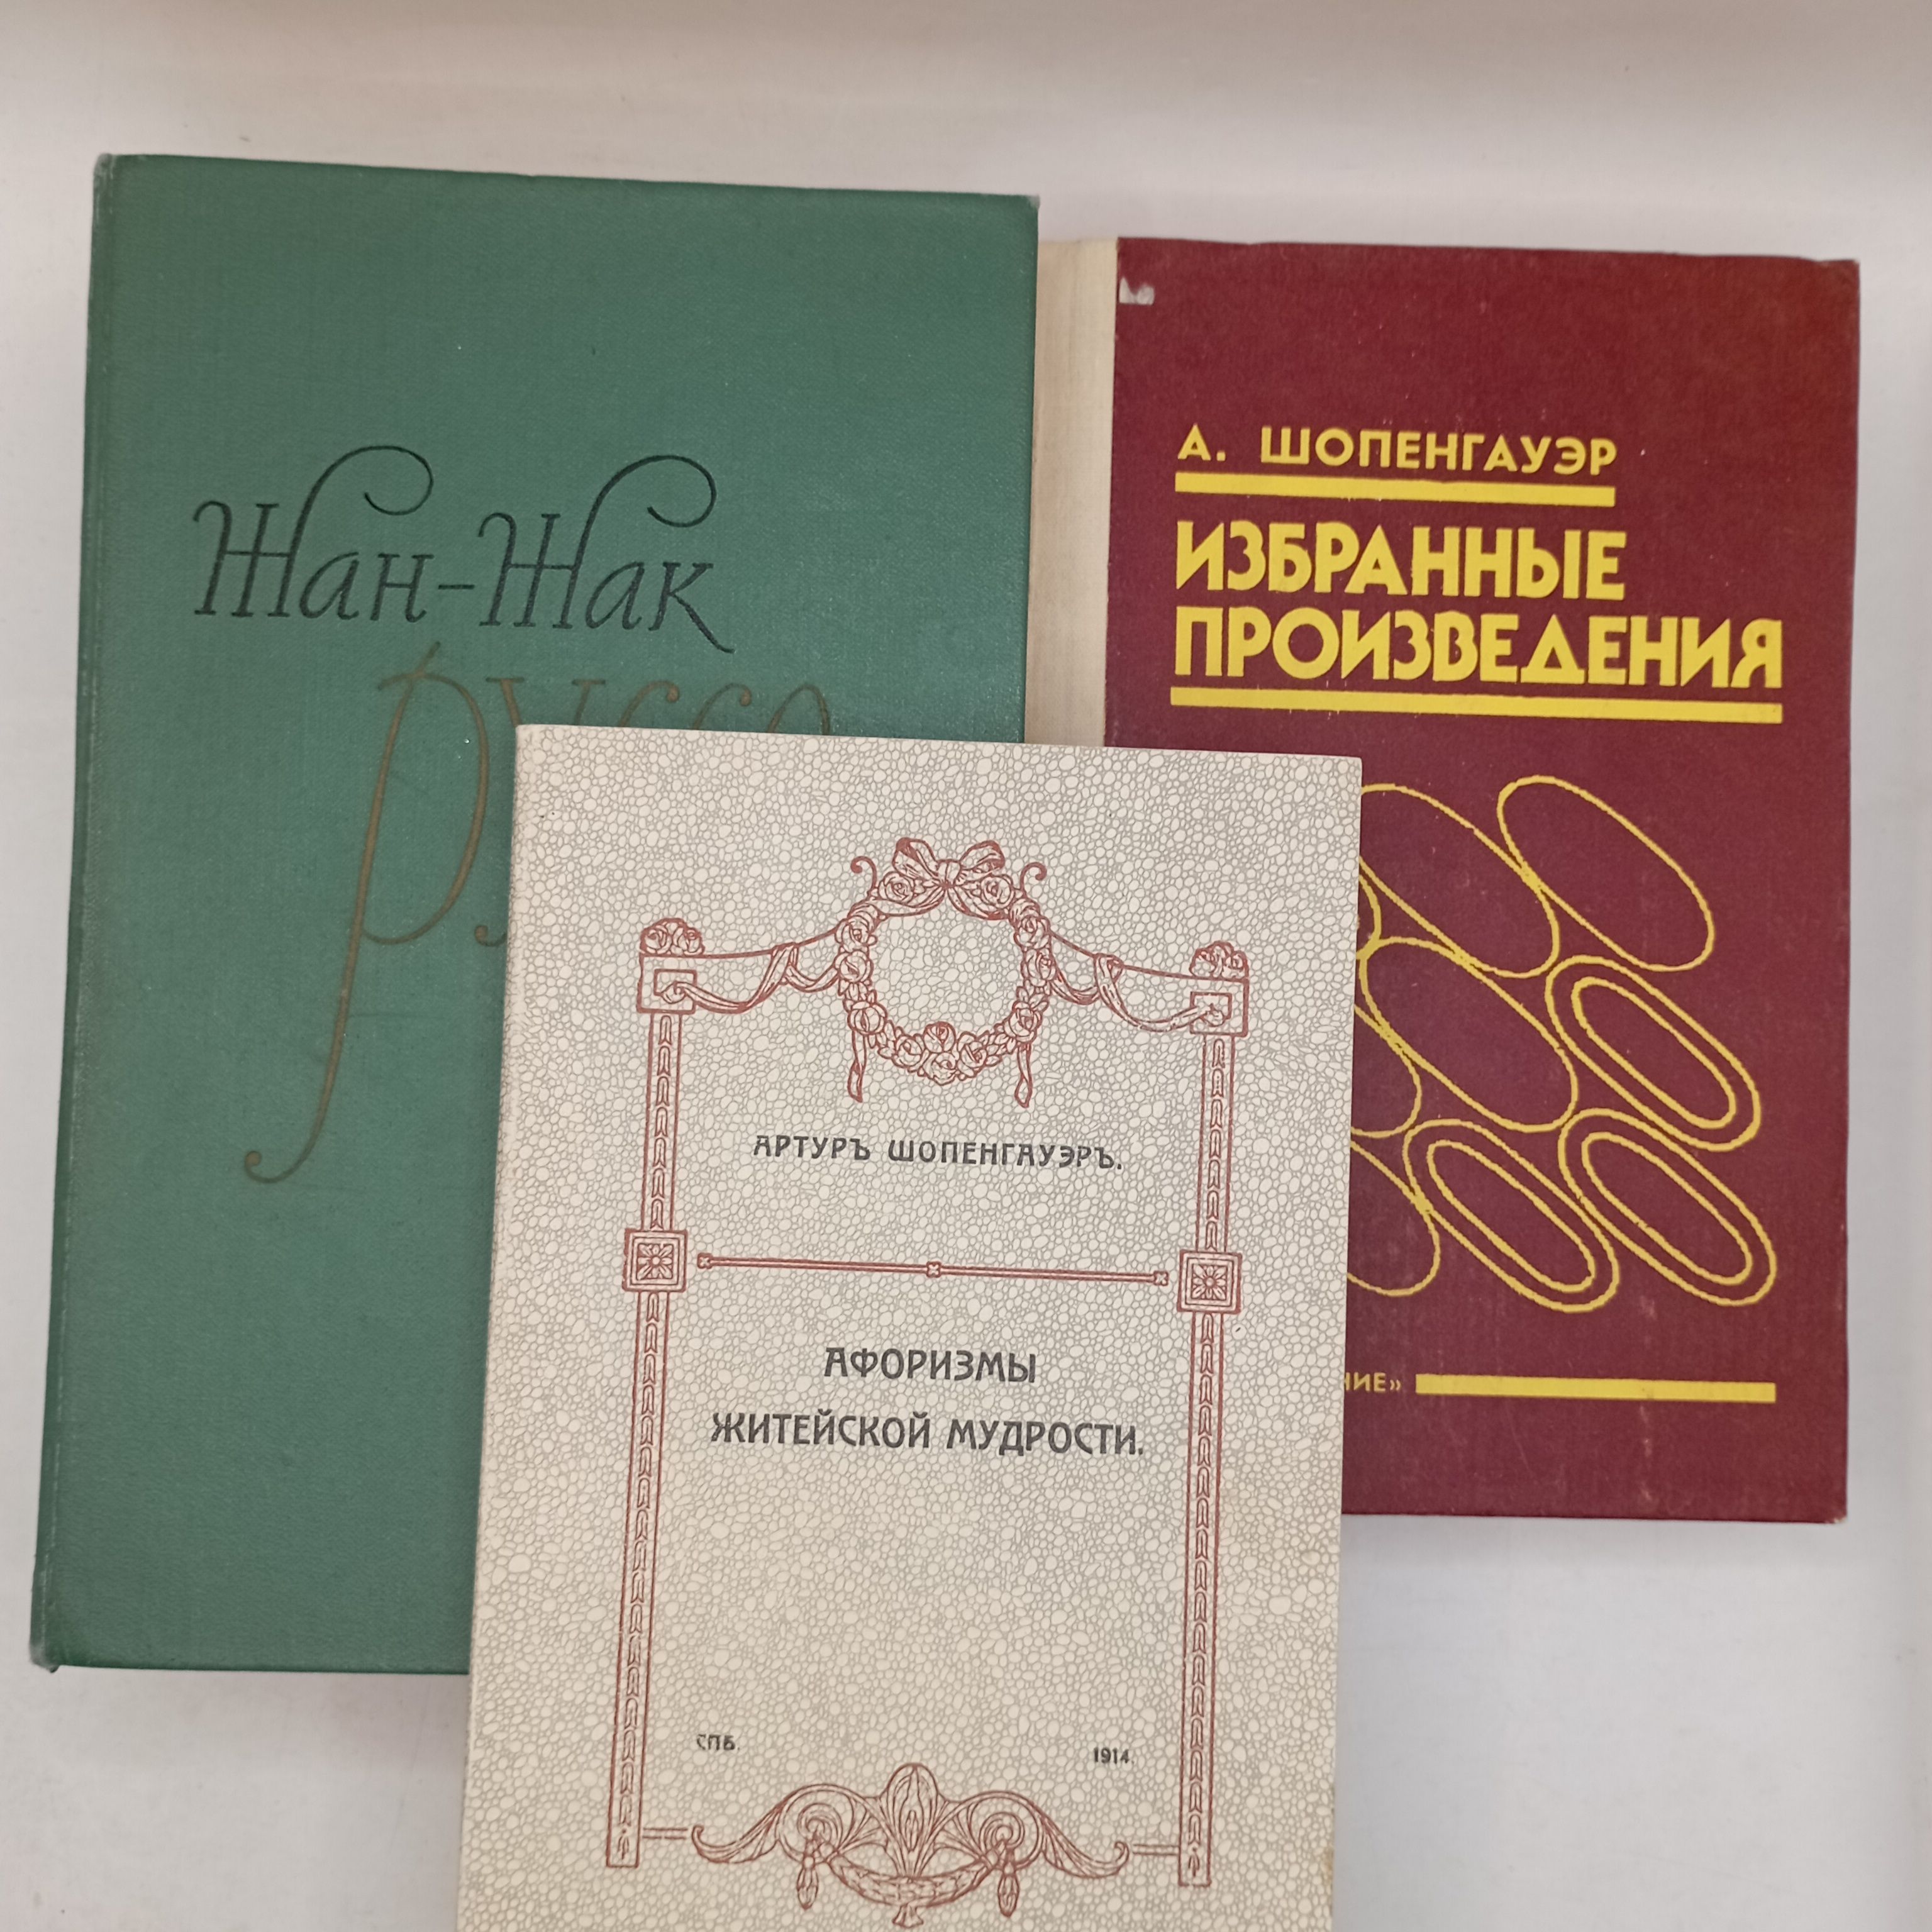 Жан-Жак
Руссо
А. ШОПЕНГАУЭР
ИЗБРАННЫЕ
ПРОИЗВЕДЕНИЯ
АРТУРЪ ШОПЕНГАУЭРЪ.
АФОРИЗМЫ
ЖИТЕЙСКОЙ МУДРОСТИ.
СПБ. 1914